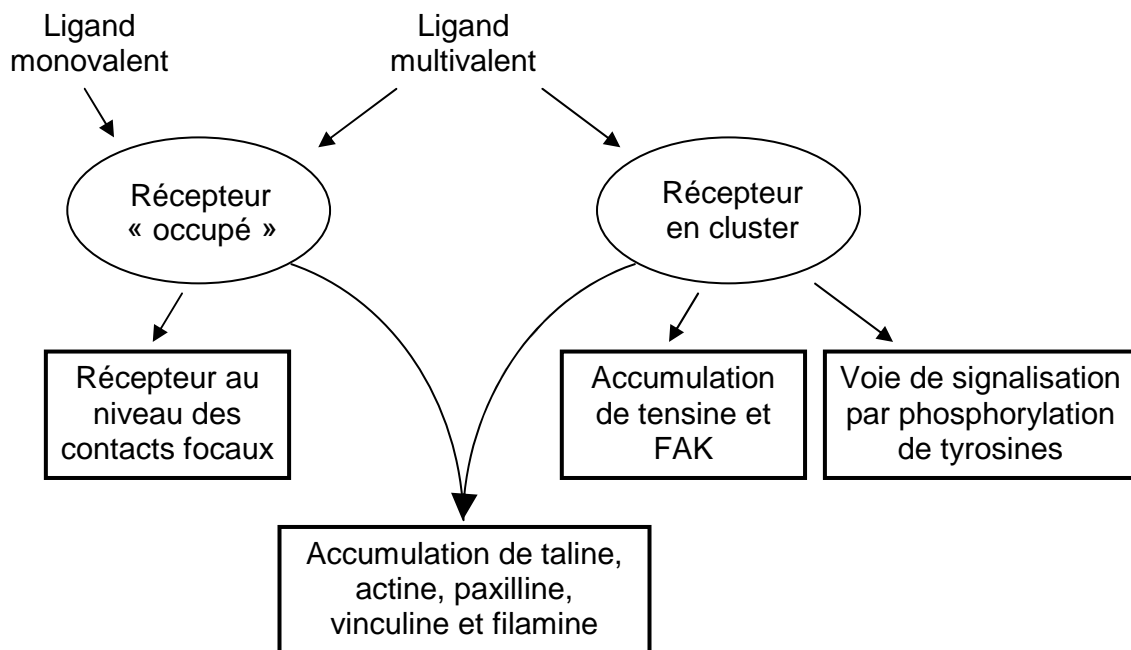 Ligand
monovalent
Ligand
multivalent
Récepteur
« occupé »
Récepteur
en cluster
Récepteur au
niveau des
contacts focaux
Accumulation
de tensine et
FAK
Voie de signalisation
par phosphorylation
de tyrosines
Accumulation de taline,
actine, paxilline,
vinculine et filamine